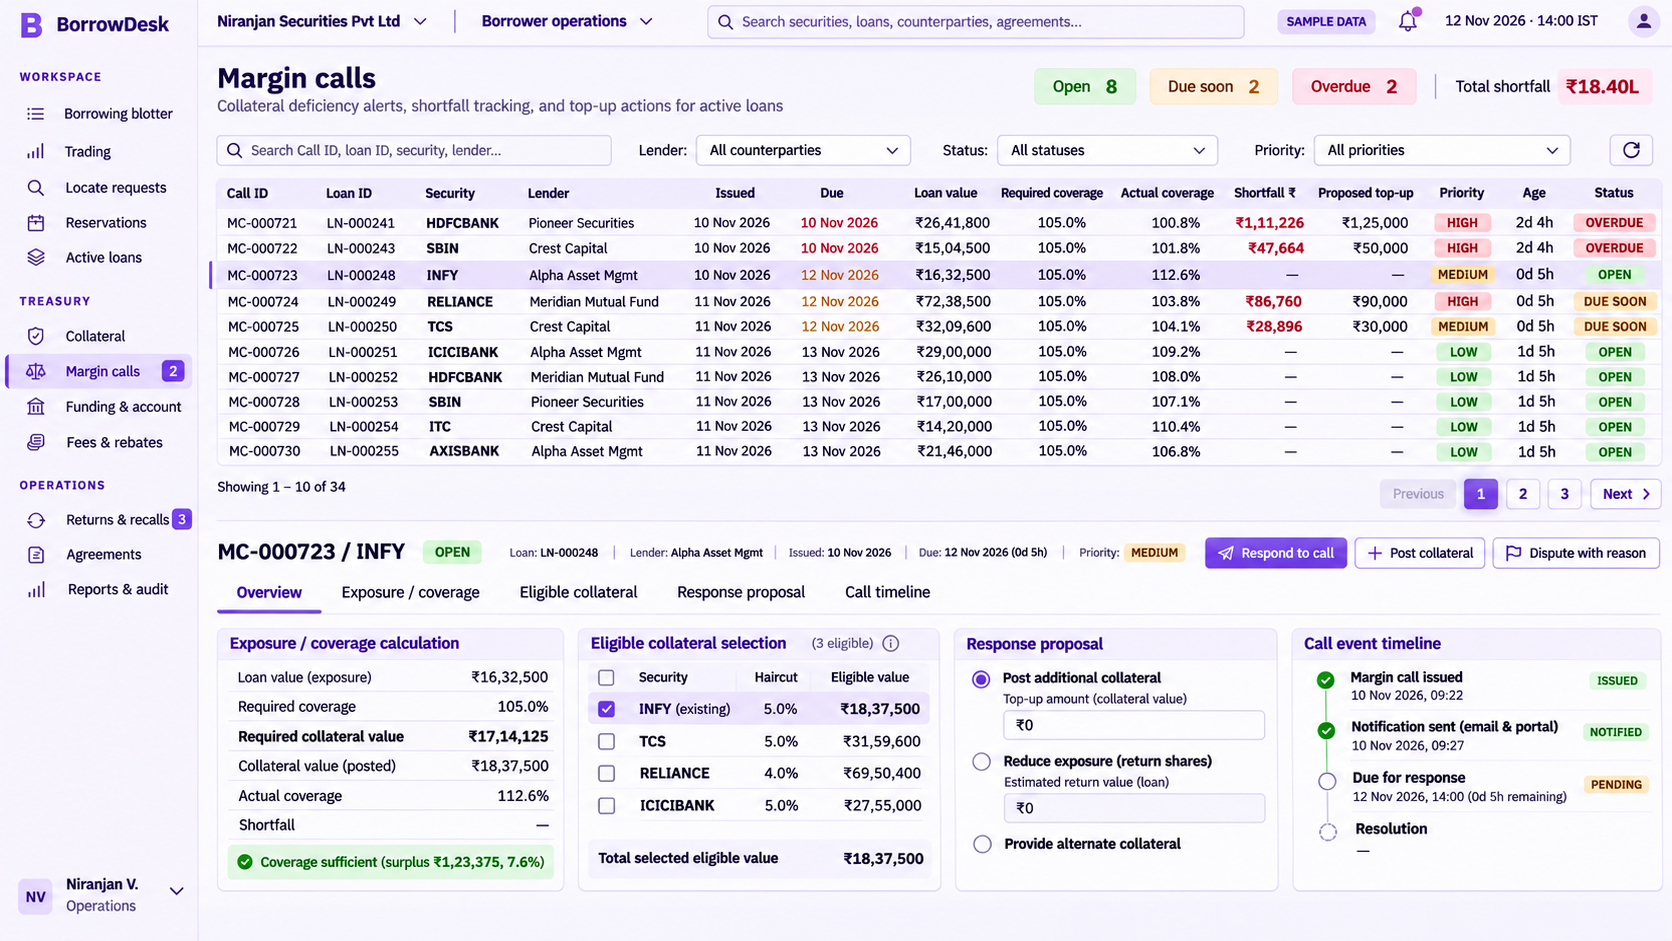 BorrowDesk
Niranjan Securities Pvt Ltd
Borrower operations
Search securities, loans, counterparties, agreements...
SAMPLE DATA
12 Nov 2026 · 14:00 IST
WORKSPACE
Borrowing blotter
Trading
Locate requests
Reservations
Active loans
TREASURY
Collateral
Margin calls 2
Funding & account
Fees & rebates
OPERATIONS
Returns & recalls 3
Agreements
Reports & audit
NV
Niranjan V.
Operations
Margin calls
Collateral deficiency alerts, shortfall tracking, and top-up actions for active loans
Open 8
Due soon 2
Overdue 2
Total shortfall ₹18.40L
Search Call ID, loan ID, security, lender...
Lender: All counterparties
Status: All statuses
Priority: All priorities
Call ID Loan ID Security Lender Issued Due Loan value Required coverage Actual coverage Shortfall ₹ Proposed top-up Priority Age Status
MC-000721 LN-000241 HDFCBANK Pioneer Securities 10 Nov 2026 10 Nov 2026 ₹26,41,800 105.0% 100.8% ₹1,11,226 ₹1,25,000 HIGH 2d 4h OVERDUE
MC-000722 LN-000243 SBIN Crest Capital 10 Nov 2026 10 Nov 2026 ₹15,04,500 105.0% 101.8% ₹47,664 ₹50,000 HIGH 2d 4h OVERDUE
MC-000723 LN-000248 INFY Alpha Asset Mgmt 10 Nov 2026 12 Nov 2026 ₹16,32,500 105.0% 112.6% — — MEDIUM 0d 5h OPEN
MC-000724 LN-000249 RELIANCE Meridian Mutual Fund 11 Nov 2026 12 Nov 2026 ₹72,38,500 105.0% 103.8% ₹86,760 ₹90,000 HIGH 0d 5h DUE SOON
MC-000725 LN-000250 TCS Crest Capital 11 Nov 2026 12 Nov 2026 ₹32,09,600 105.0% 104.1% ₹28,896 ₹30,000 MEDIUM 0d 5h DUE SOON
MC-000726 LN-000251 ICICIBANK Alpha Asset Mgmt 11 Nov 2026 13 Nov 2026 ₹29,00,000 105.0% 109.2% — — LOW 1d 5h OPEN
MC-000727 LN-000252 HDFCBANK Meridian Mutual Fund 11 Nov 2026 13 Nov 2026 ₹26,10,000 105.0% 108.0% — — LOW 1d 5h OPEN
MC-000728 LN-000253 SBIN Pioneer Securities 11 Nov 2026 13 Nov 2026 ₹17,00,000 105.0% 107.1% — — LOW 1d 5h OPEN
MC-000729 LN-000254 ITC Crest Capital 11 Nov 2026 13 Nov 2026 ₹14,20,000 105.0% 110.4% — — LOW 1d 5h OPEN
MC-000730 LN-000255 AXISBANK Alpha Asset Mgmt 11 Nov 2026 13 Nov 2026 ₹21,46,000 105.0% 106.8% — — LOW 1d 5h OPEN
Showing 1 – 10 of 34
Previous 1 2 3 Next
MC-000723 / INFY OPEN
Loan: LN-000248
Lender: Alpha Asset Mgmt
Issued: 10 Nov 2026
Due: 12 Nov 2026 (0d 5h)
Priority: MEDIUM
Respond to call
Post collateral
Dispute with reason
Overview
Exposure / coverage
Eligible collateral
Response proposal
Call timeline
Exposure / coverage calculation
Loan value (exposure) ₹16,32,500
Required coverage 105.0%
Required collateral value ₹17,14,125
Collateral value (posted) ₹18,37,500
Actual coverage 112.6%
Shortfall —
Coverage sufficient (surplus ₹1,23,375, 7.6%)
Eligible collateral selection (3 eligible)
Security Haircut Eligible value
INFY (existing) 5.0% ₹18,37,500
TCS 5.0% ₹31,59,600
RELIANCE 4.0% ₹69,50,400
ICICIBANK 5.0% ₹27,55,000
Total selected eligible value ₹18,37,500
Response proposal
Post additional collateral
Top-up amount (collateral value)
₹0
Reduce exposure (return shares)
Estimated return value (loan)
₹0
Provide alternate collateral
Call event timeline
Margin call issued ISSUED
10 Nov 2026, 09:22
Notification sent (email & portal) NOTIFIED
10 Nov 2026, 09:27
Due for response PENDING
12 Nov 2026, 14:00 (0d 5h remaining)
Resolution
—